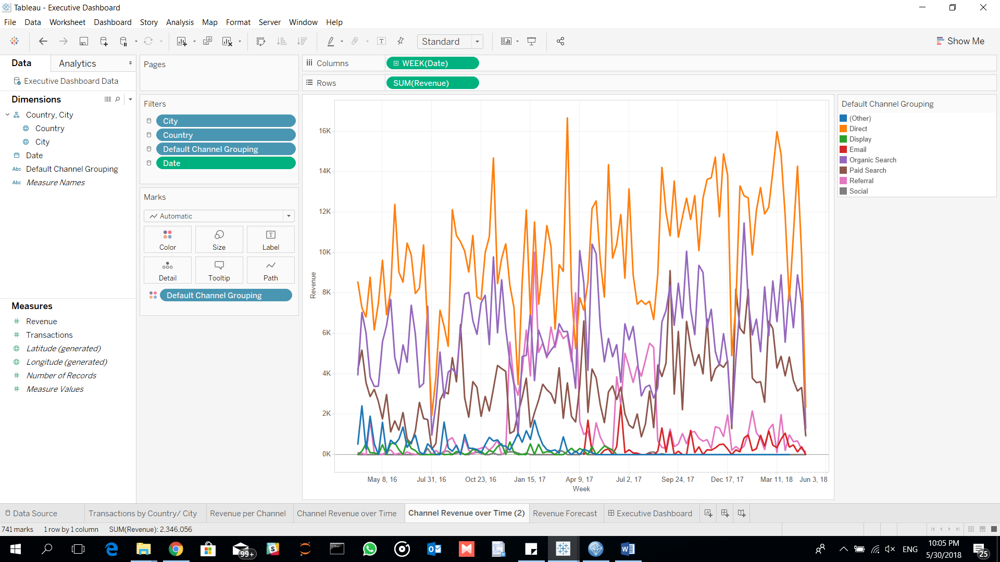 Tableau - Executive Dashboard
File Data Worksheet Dashboard Story Analysis Map Format Server Window Help
Standard
Show Me
Data Analytics
Executive Dashboard Data
Dimensions
Country, City
Country
City
Date
Abc Default Channel Grouping
Abc Measure Names
Measures
Revenue
Transactions
Latitude (generated)
Longitude (generated)
Number of Records
Measure Values
Pages
Filters
City
Country
Default Channel Grouping
Date
Marks
Automatic
Color Size Label
Detail Tooltip Path
Default Channel Grouping
Columns WEEK(Date)
Rows SUM(Revenue)
16K
14K
12K
10K
8K
6K
4K
2K
0K
Revenue
May 8, 16 Jul 31, 16 Oct 23, 16 Jan 15, 17 Apr 9, 17 Jul 2, 17 Sep 24, 17 Dec 17, 17 Mar 11, 18 Jun 3, 18
Week
Default Channel Grouping
(Other)
Direct
Display
Email
Organic Search
Paid Search
Referral
Social
Data Source Transactions by Country/ City Revenue per Channel Channel Revenue over Time Channel Revenue over Time (2) Revenue Forecast Executive Dashboard
741 marks 1 row by 1 column SUM(Revenue): 2,346,056
99+
ENG
10:05 PM
5/30/2018
25